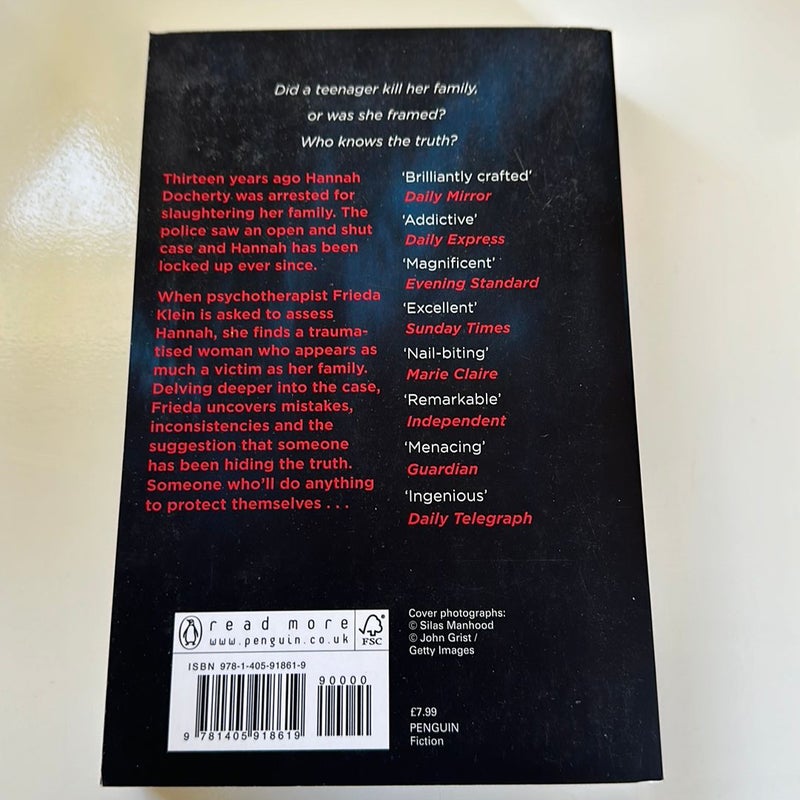 Did a teenager kill her family,
or was she framed?
Who knows the truth?
Thirteen years ago Hannah
Docherty was arrested for
slaughtering her family. The
police saw an open and shut
case and Hannah has been
locked up ever since.
When psychotherapist Frieda
Klein is asked to assess
Hannah, she finds a trauma-
tised woman who appears as
much a victim as her family.
Delving deeper into the case,
Frieda uncovers mistakes,
inconsistencies and the
suggestion that someone
has been hiding the truth.
Someone who'll do anything
to protect themselves . . .
‘Brilliantly crafted’
Daily Mirror
‘Addictive’
Daily Express
‘Magnificent’
Evening Standard
‘Excellent’
Sunday Times
‘Nail-biting’
Marie Claire
‘Remarkable’
Independent
‘Menacing’
Guardian
‘Ingenious’
Daily Telegraph
read more
www.penguin.co.uk
FSC
ISBN 978-1-405-91861-9
90000
9 781405 918619
Cover photographs:
© Silas Manhood
© John Grist /
Getty Images
£7.99
PENGUIN
Fiction